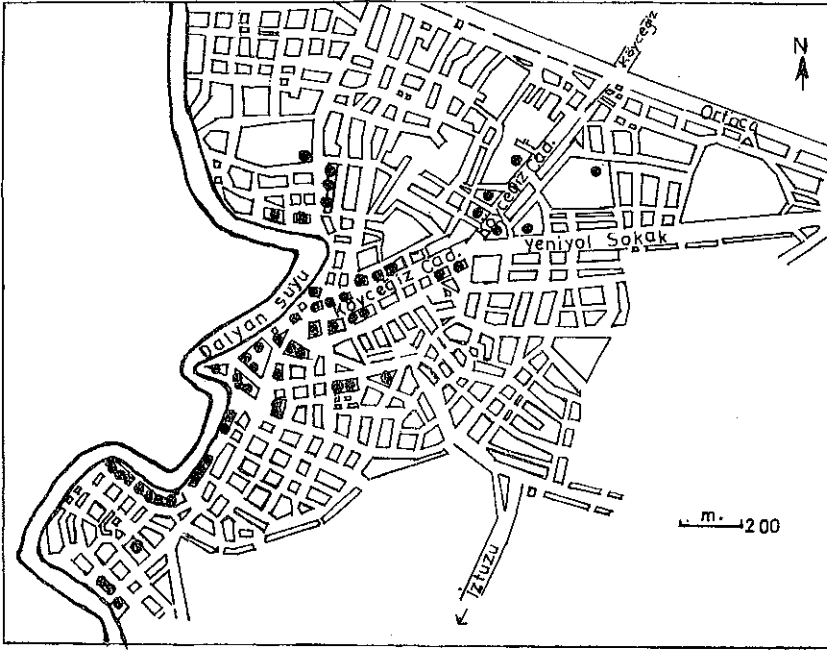 Köyceğiz
N
Ortaca
Köyceğiz Cad.
Yeniyol Sokak
Köyceğiz Cad.
Dalyan Suyu
m. 200
İztuzu